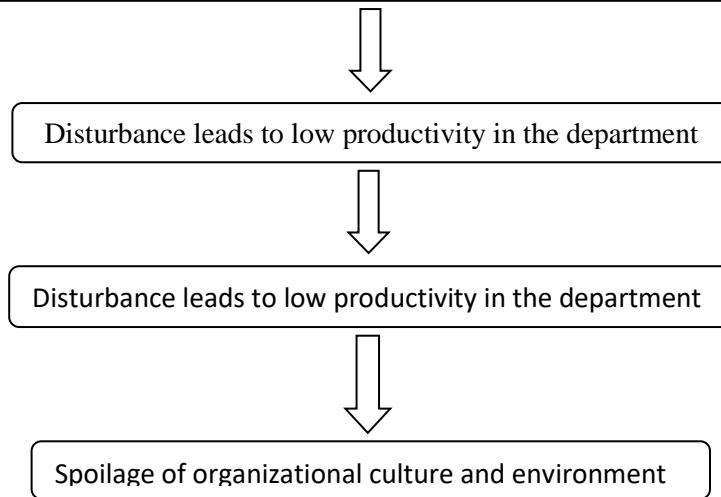 Disturbance leads to low productivity in the department
Disturbance leads to low productivity in the department
Spoilage of organizational culture and environment